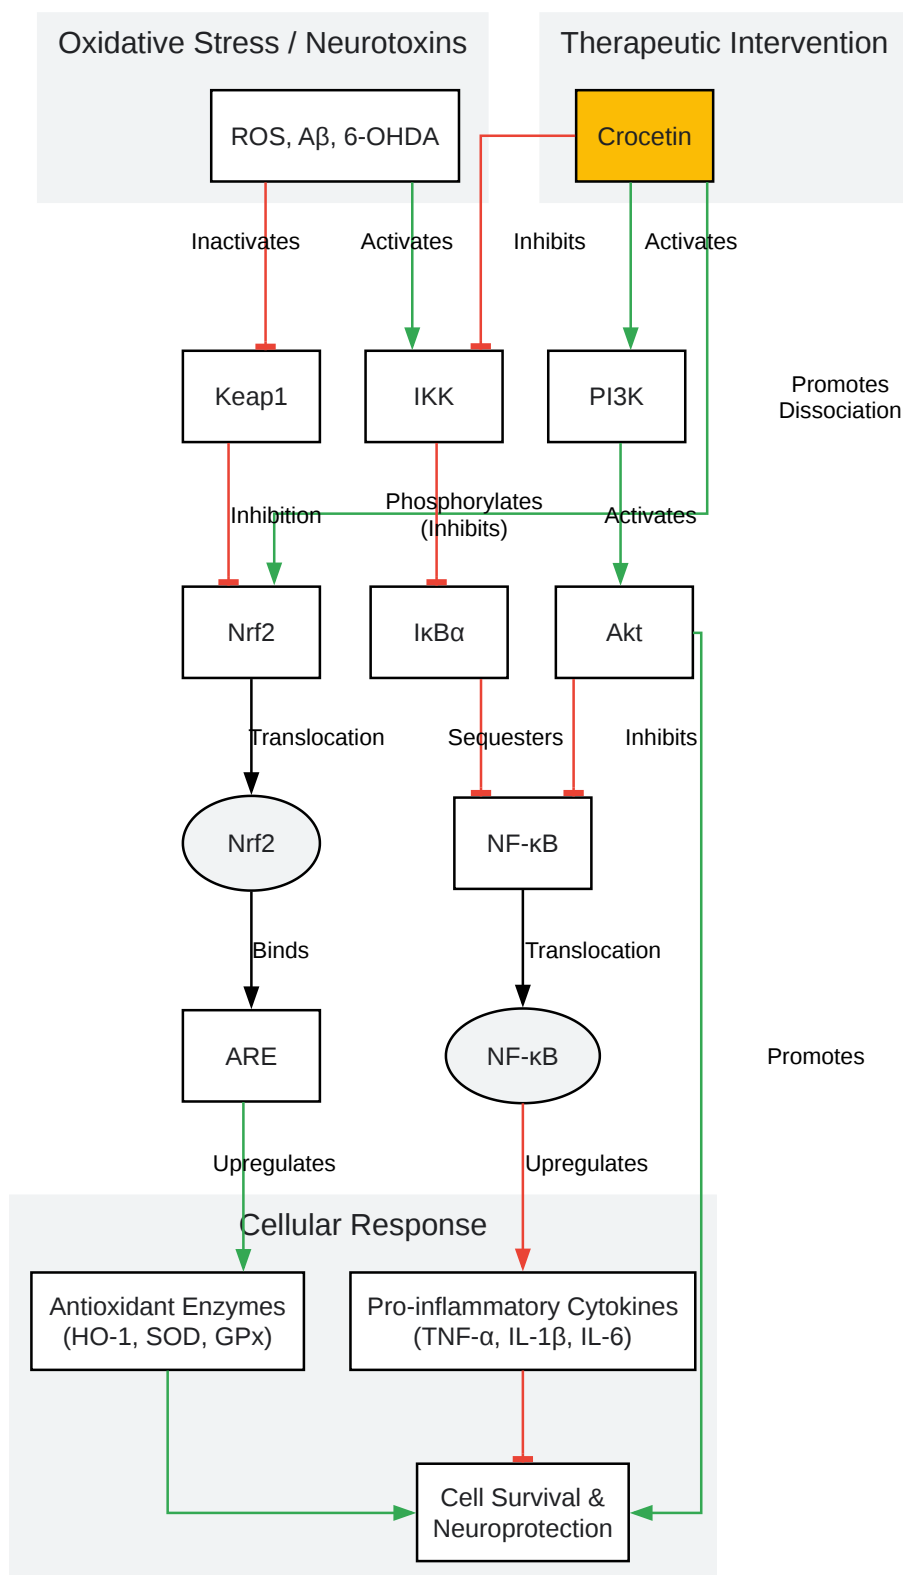 Oxidative Stress / Neurotoxins
Therapeutic Intervention
ROS, Aβ, 6-OHDA
Crocetin
Inactivates
Activates
Inhibits
Activates
Keap1
IKK
PI3K
Promotes
Dissociation
Inhibition
Phosphorylates
(Inhibits)
Activates
Nrf2
IκBα
Akt
Translocation
Sequesters
Inhibits
Nrf2
NF-κB
Binds
Translocation
ARE
NF-κB
Promotes
Upregulates
Upregulates
Cellular Response
Antioxidant Enzymes
(HO-1, SOD, GPx)
Pro-inflammatory Cytokines
(TNF-α, IL-1β, IL-6)
Cell Survival &
Neuroprotection